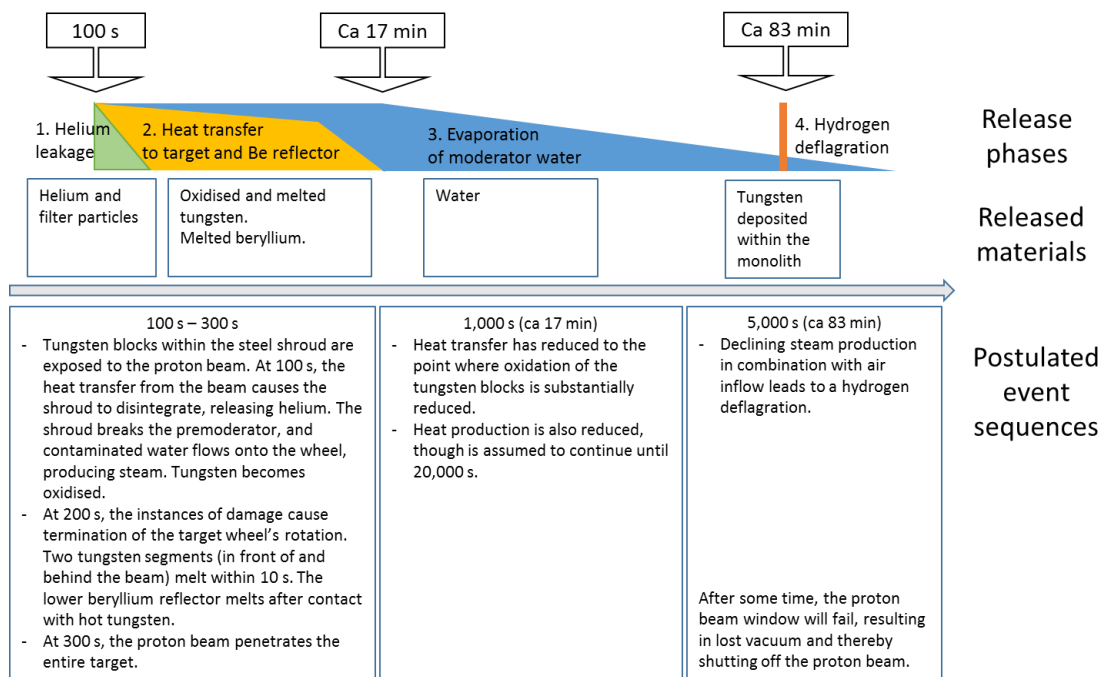 100 s
Ca 17 min
Ca 83 min
1. Helium
leakage
2. Heat transfer
to target and Be reflector
3. Evaporation
of moderator water
4. Hydrogen
deflagration
Release
phases
Helium and
filter particles
Oxidised and melted
tungsten.
Melted beryllium.
Water
Tungsten
deposited
within the
monolith
Released
materials
100 s – 300 s
- Tungsten blocks within the steel shroud are
exposed to the proton beam. At 100 s, the
heat transfer from the beam causes the
shroud to disintegrate, releasing helium. The
shroud breaks the premoderator, and
contaminated water flows onto the wheel,
producing steam. Tungsten becomes
oxidised.
- At 200 s, the instances of damage cause
termination of the target wheel's rotation.
Two tungsten segments (in front of and
behind the beam) melt within 10 s. The
lower beryllium reflector melts after contact
with hot tungsten.
- At 300 s, the proton beam penetrates the
entire target.
1,000 s (ca 17 min)
- Heat transfer has reduced to the
point where oxidation of the
tungsten blocks is substantially
reduced.
- Heat production is also reduced,
though is assumed to continue until
20,000 s.
5,000 s (ca 83 min)
- Declining steam production
in combination with air
inflow leads to a hydrogen
deflagration.
After some time, the proton
beam window will fail, resulting
in lost vacuum and thereby
shutting off the proton beam.
Postulated
event
sequences